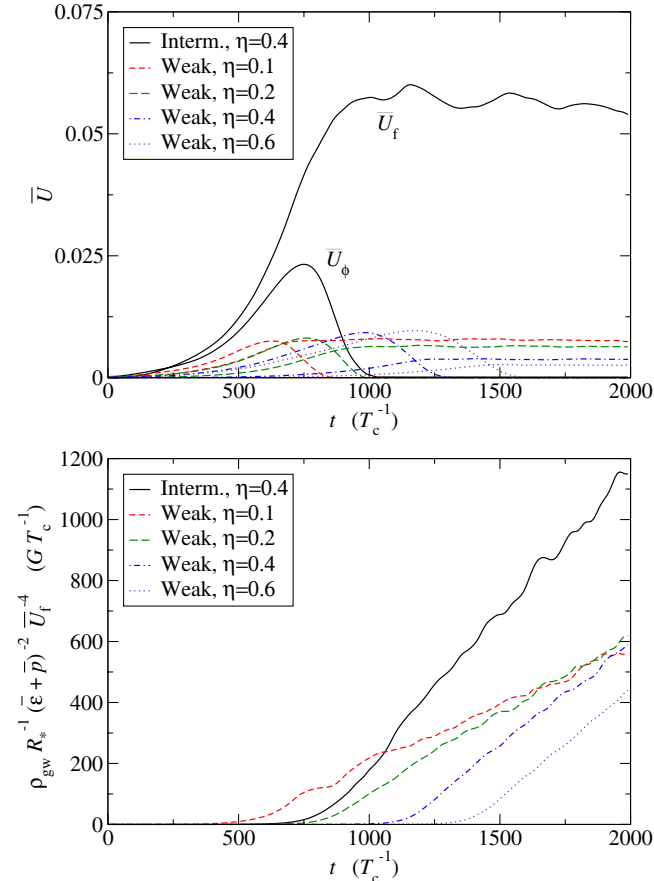 0.075
Interm., η=0.4
Weak, η=0.1
Weak, η=0.2
Weak, η=0.4
Weak, η=0.6
0.05
U̅_f
U̅
0.025
U̅_ϕ
0
0 500 1000 1500 2000
t (T_c^-1)
1200
Interm., η=0.4
Weak, η=0.1
Weak, η=0.2
Weak, η=0.4
Weak, η=0.6
1000
800
600
400
200
0
ρ_gw R_*^-1 (ε̅+p̅)^-2 U̅_f^-4 (G T_c^-1)
0 500 1000 1500 2000
t (T_c^-1)